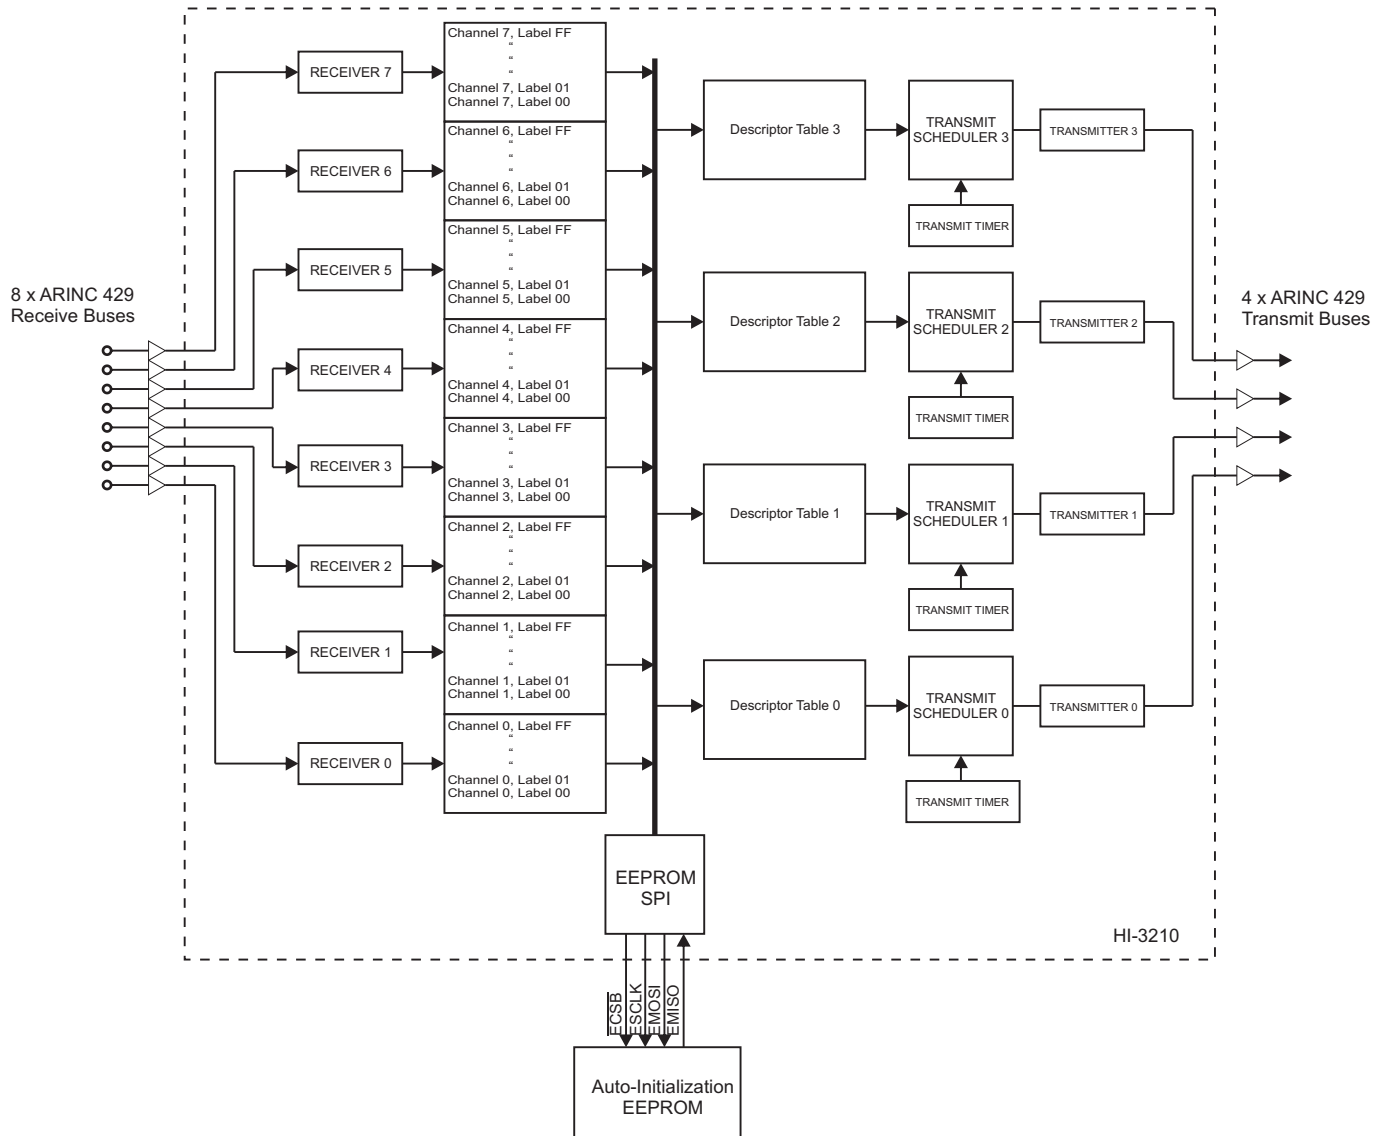 8 x ARINC 429
Receive Buses
RECEIVER 7
RECEIVER 6
RECEIVER 5
RECEIVER 4
RECEIVER 3
RECEIVER 2
RECEIVER 1
RECEIVER 0
Channel 7, Label FF
“
“
“
Channel 7, Label 01
Channel 7, Label 00
Channel 6, Label FF
“
“
“
Channel 6, Label 01
Channel 6, Label 00
Channel 5, Label FF
“
“
“
Channel 5, Label 01
Channel 5, Label 00
Channel 4, Label FF
“
“
“
Channel 4, Label 01
Channel 4, Label 00
Channel 3, Label FF
“
“
“
Channel 3, Label 01
Channel 3, Label 00
Channel 2, Label FF
“
“
“
Channel 2, Label 01
Channel 2, Label 00
Channel 1, Label FF
“
“
“
Channel 1, Label 01
Channel 1, Label 00
Channel 0, Label FF
“
“
“
Channel 0, Label 01
Channel 0, Label 00
Descriptor Table 3
TRANSMIT
SCHEDULER 3
TRANSMITTER 3
TRANSMIT TIMER
Descriptor Table 2
TRANSMIT
SCHEDULER 2
TRANSMITTER 2
TRANSMIT TIMER
Descriptor Table 1
TRANSMIT
SCHEDULER 1
TRANSMITTER 1
TRANSMIT TIMER
Descriptor Table 0
TRANSMIT
SCHEDULER 0
TRANSMITTER 0
TRANSMIT TIMER
4 x ARINC 429
Transmit Buses
EEPROM
SPI
HI-3210
ECSB
ESCLK
EMOSI
EMISO
Auto-Initialization
EEPROM